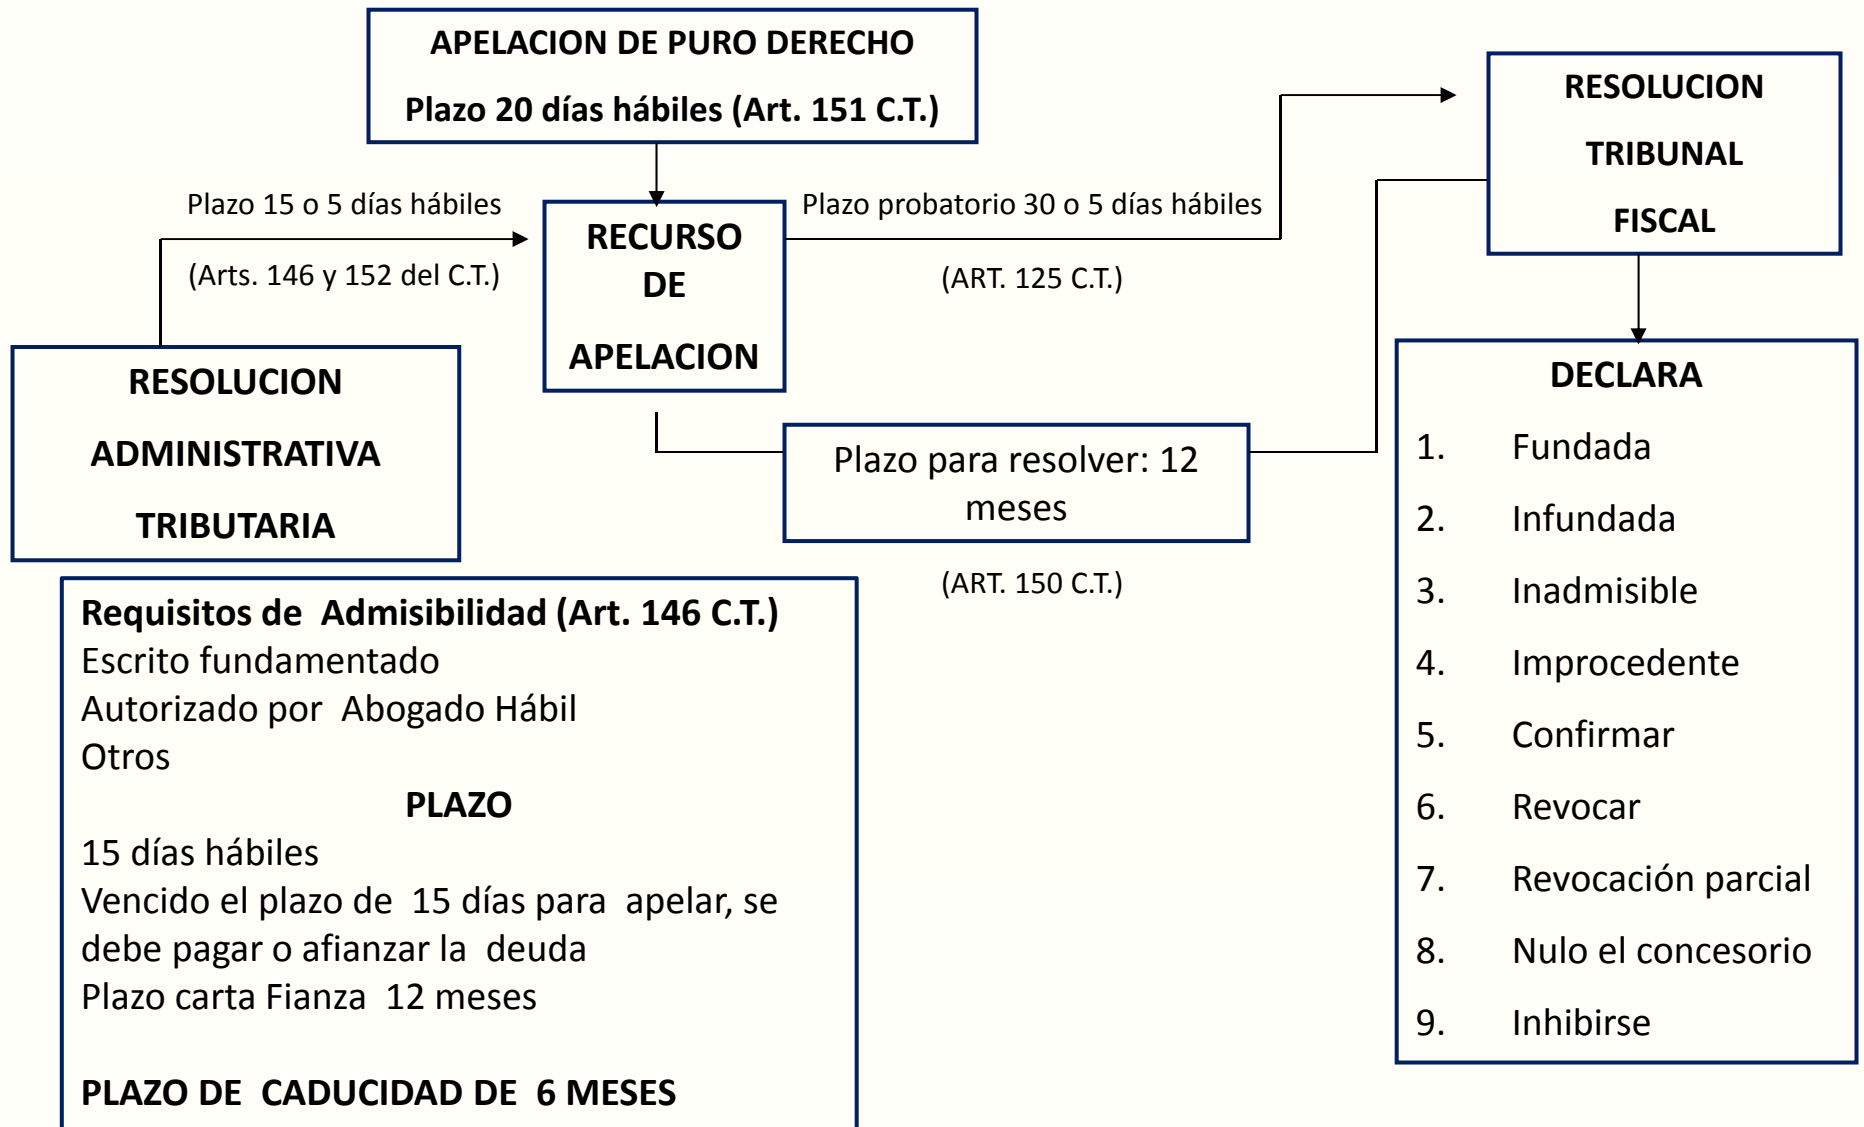 APELACION DE PURO DERECHO
Plazo 20 días hábiles (Art. 151 C.T.)
RESOLUCION
TRIBUNAL
FISCAL
Plazo 15 o 5 días hábiles
(Arts. 146 y 152 del C.T.)
RECURSO
DE
APELACION
Plazo probatorio 30 o 5 días hábiles
(ART. 125 C.T.)
RESOLUCION
ADMINISTRATIVA
TRIBUTARIA
Plazo para resolver: 12
meses
(ART. 150 C.T.)
DECLARA
1. Fundada
2. Infundada
3. Inadmisible
4. Improcedente
5. Confirmar
6. Revocar
7. Revocación parcial
8. Nulo el concesorio
9. Inhibirse
Requisitos de Admisibilidad (Art. 146 C.T.)
Escrito fundamentado
Autorizado por Abogado Hábil
Otros
PLAZO
15 días hábiles
Vencido el plazo de 15 días para apelar, se
debe pagar o afianzar la deuda
Plazo carta Fianza 12 meses
PLAZO DE CADUCIDAD DE 6 MESES